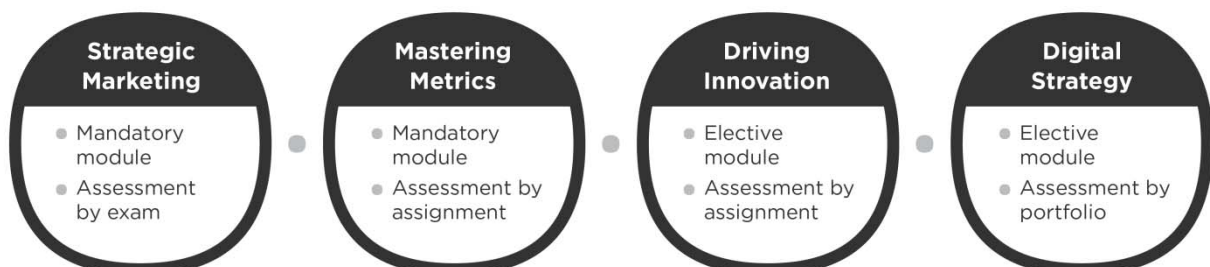 Strategic
Marketing
Mandatory
module
Assessment
by exam
Mastering
Metrics
Mandatory
module
Assessment by
assignment
Driving
Innovation
Elective
module
Assessment by
assignment
Digital
Strategy
Elective
module
Assessment by
portfolio